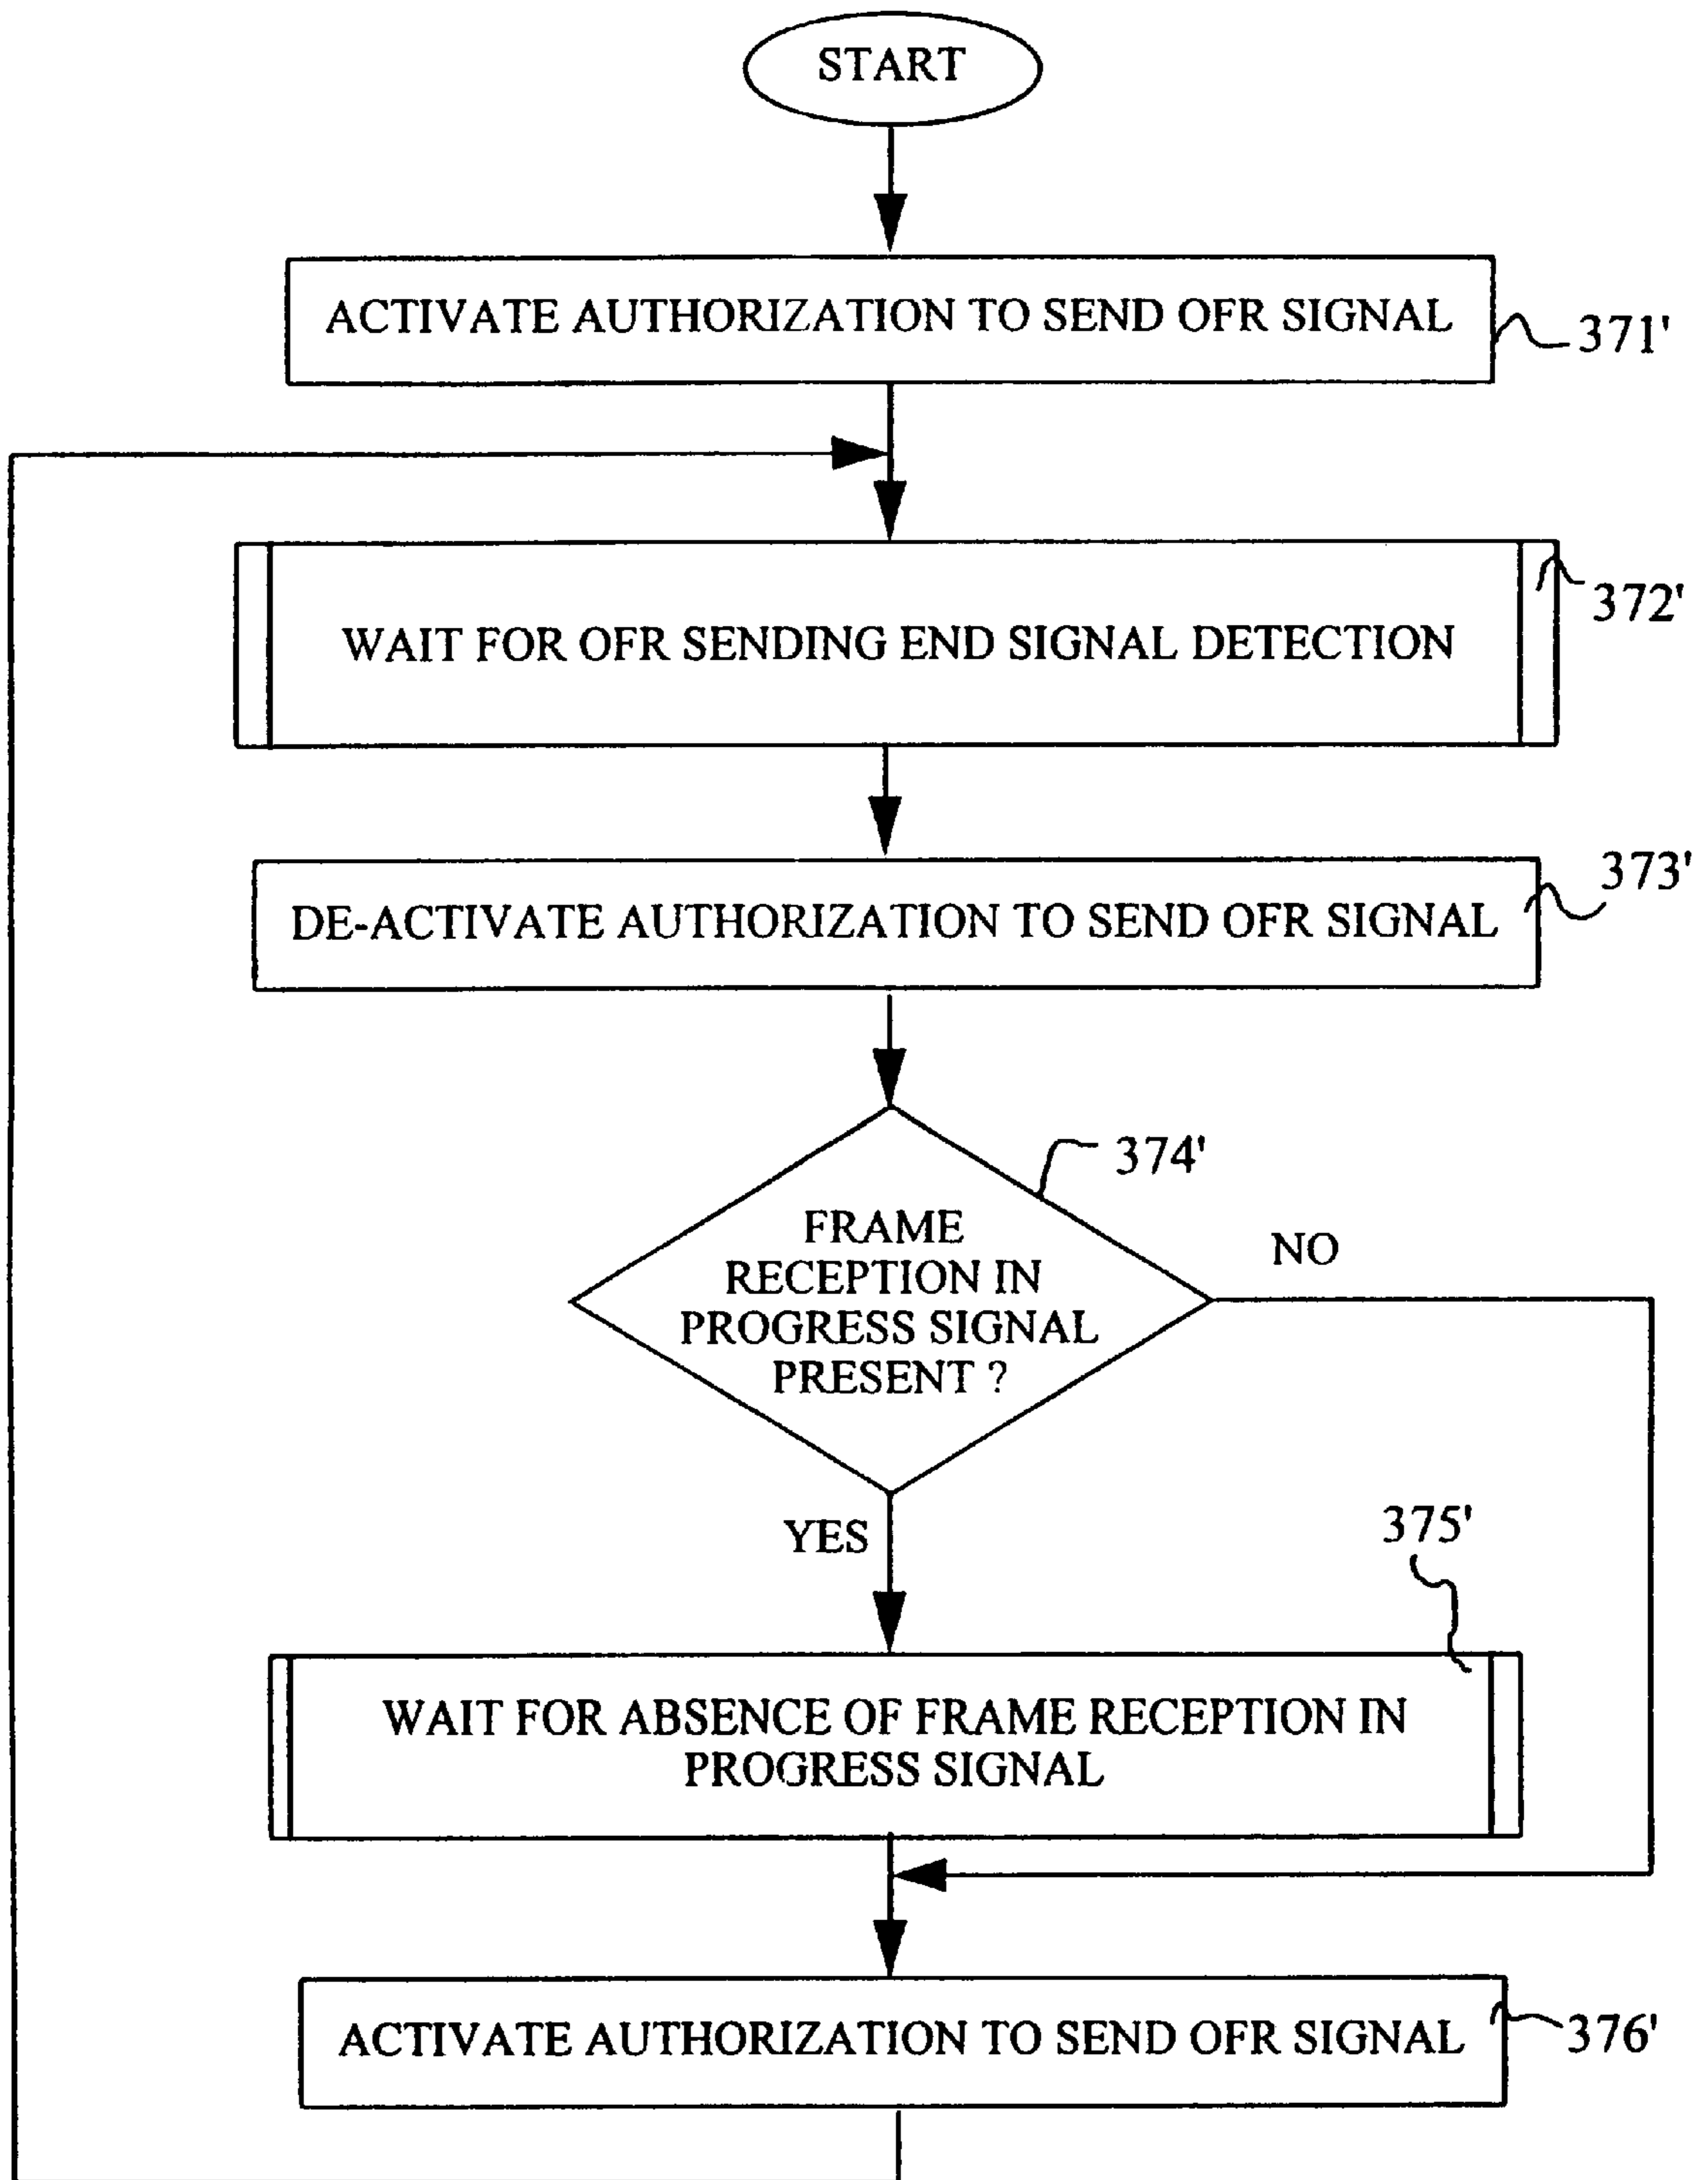 START
ACTIVATE AUTHORIZATION TO SEND OFR SIGNAL
371'
372'
WAIT FOR OFR SENDING END SIGNAL DETECTION
373'
DE-ACTIVATE AUTHORIZATION TO SEND OFR SIGNAL
374'
FRAME
RECEPTION IN
PROGRESS SIGNAL
PRESENT ?
NO
YES
375'
WAIT FOR ABSENCE OF FRAME RECEPTION IN
PROGRESS SIGNAL
ACTIVATE AUTHORIZATION TO SEND OFR SIGNAL
376'